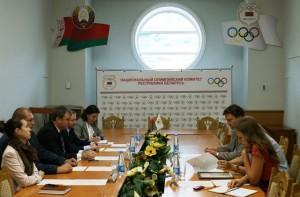 НАЦИОНАЛЬНЫЙ ОЛИМПИЙСКИЙ КОМИТЕТ
РЕСПУБЛИКИ БЕЛАРУСЬ